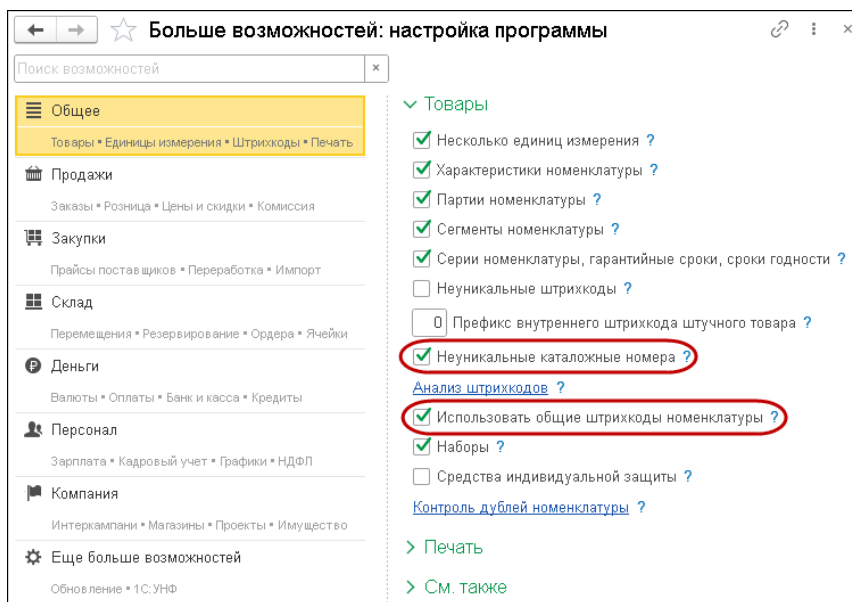 Больше возможностей: настройка программы
Поиск возможностей
Общее
Товары • Единицы измерения • Штрихкоды • Печать
Продажи
Заказы • Розница • Цены и скидки • Комиссия
Закупки
Прайсы поставщиков • Переработка • Импорт
Склад
Перемещения • Резервирование • Ордера • Ячейки
Деньги
Валюты • Оплаты • Банк и касса • Кредиты
Персонал
Зарплата • Кадровый учет • Графики • НДФЛ
Компания
Интеркампани • Магазины • Проекты • Имущество
Еще больше возможностей
Обновление • 1С:УНФ
Товары
Несколько единиц измерения ?
Характеристики номенклатуры ?
Партии номенклатуры ?
Сегменты номенклатуры ?
Серии номенклатуры, гарантийные сроки, сроки годности ?
Неуникальные штрихкоды ?
0 Префикс внутреннего штрихкода штучного товара ?
Неуникальные каталожные номера ?
Анализ штрихкодов ?
Использовать общие штрихкоды номенклатуры ?
Наборы ?
Средства индивидуальной защиты ?
Контроль дублей номенклатуры ?
Печать
См. также